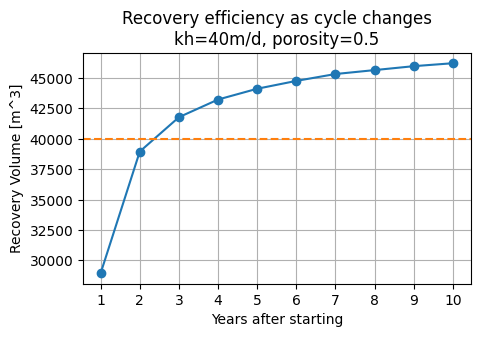 Recovery efficiency as cycle changes
kh=40m/d, porosity=0.5
45000
42500
40000
37500
35000
32500
30000
Recovery Volume [m^3]
1 2 3 4 5 6 7 8 9 10
Years after starting